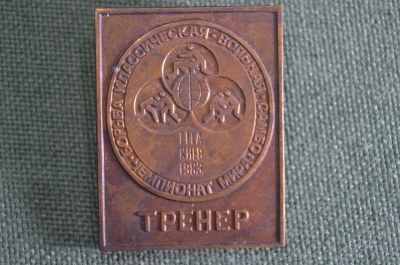 БОРЬБА КЛАССИЧЕСКАЯ - ВОЛЬНАЯ - САМБО
ЧЕМПИОНАТ МИРА
КИЕВ
1983
ТРЕНЕР